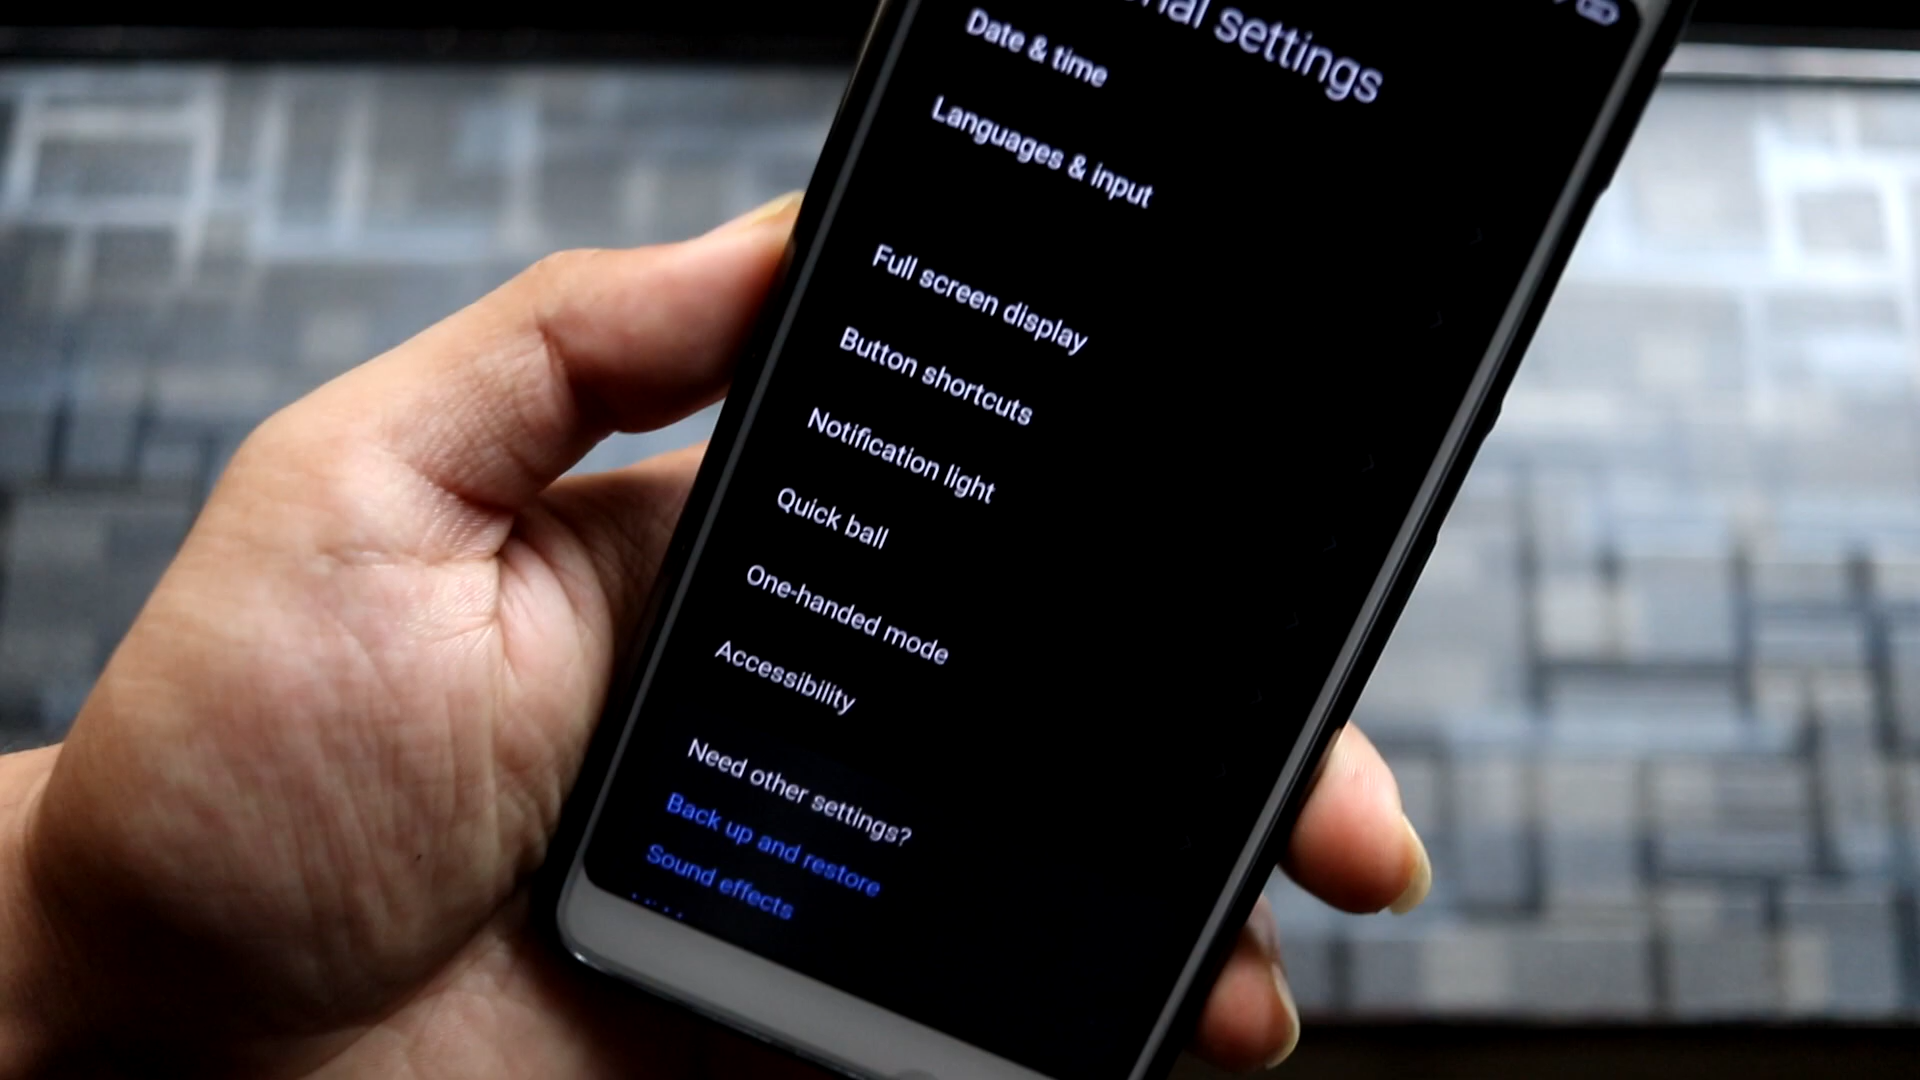 settings
Date & time
Languages & input
Full screen display
Button shortcuts
Notification light
Quick ball
One-handed mode
Accessibility
Need other settings?
Back up and restore
Sound effects